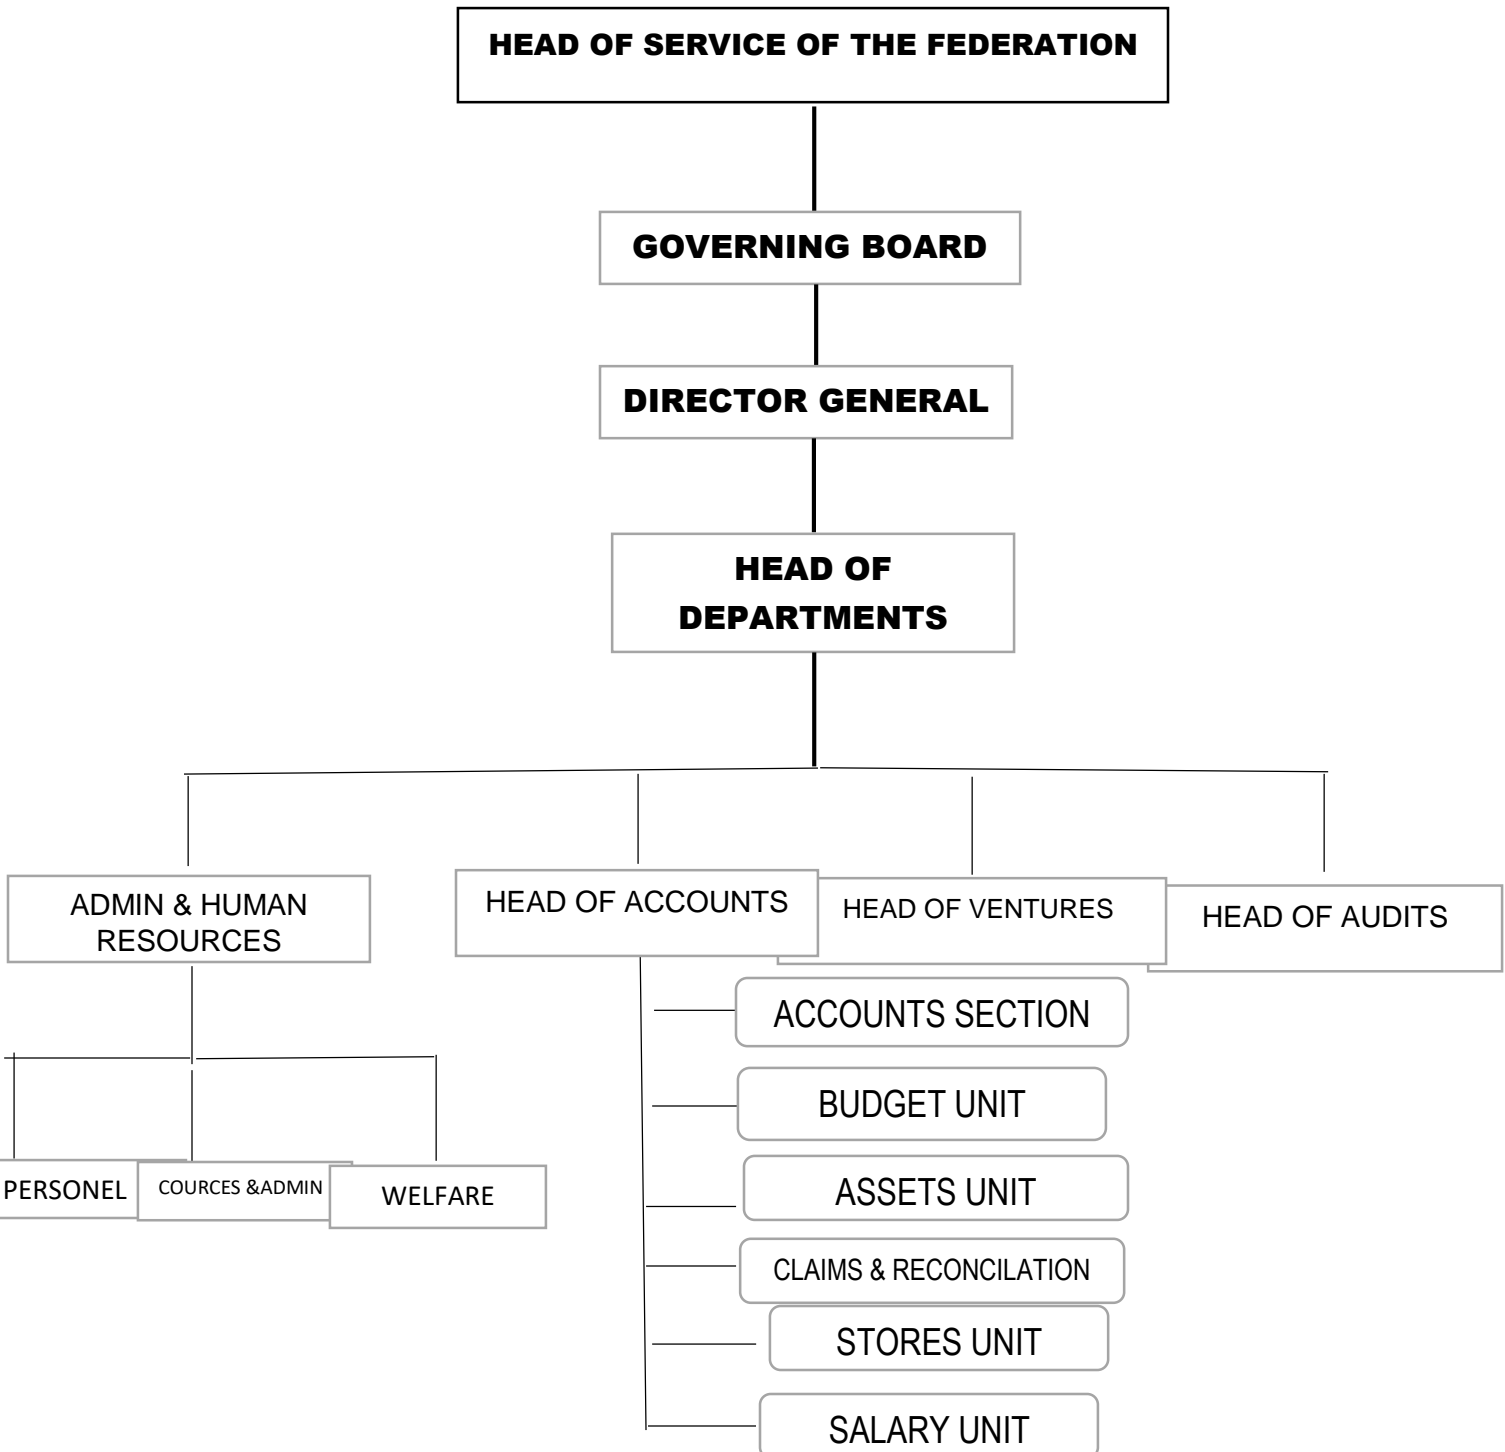 HEAD OF SERVICE OF THE FEDERATION
GOVERNING BOARD
DIRECTOR GENERAL
HEAD OF
DEPARTMENTS
ADMIN & HUMAN
RESOURCES
HEAD OF ACCOUNTS
HEAD OF VENTURES
HEAD OF AUDITS
ACCOUNTS SECTION
BUDGET UNIT
ASSETS UNIT
PERSONEL
COURCES &ADMIN
WELFARE
CLAIMS & RECONCILATION
STORES UNIT
SALARY UNIT